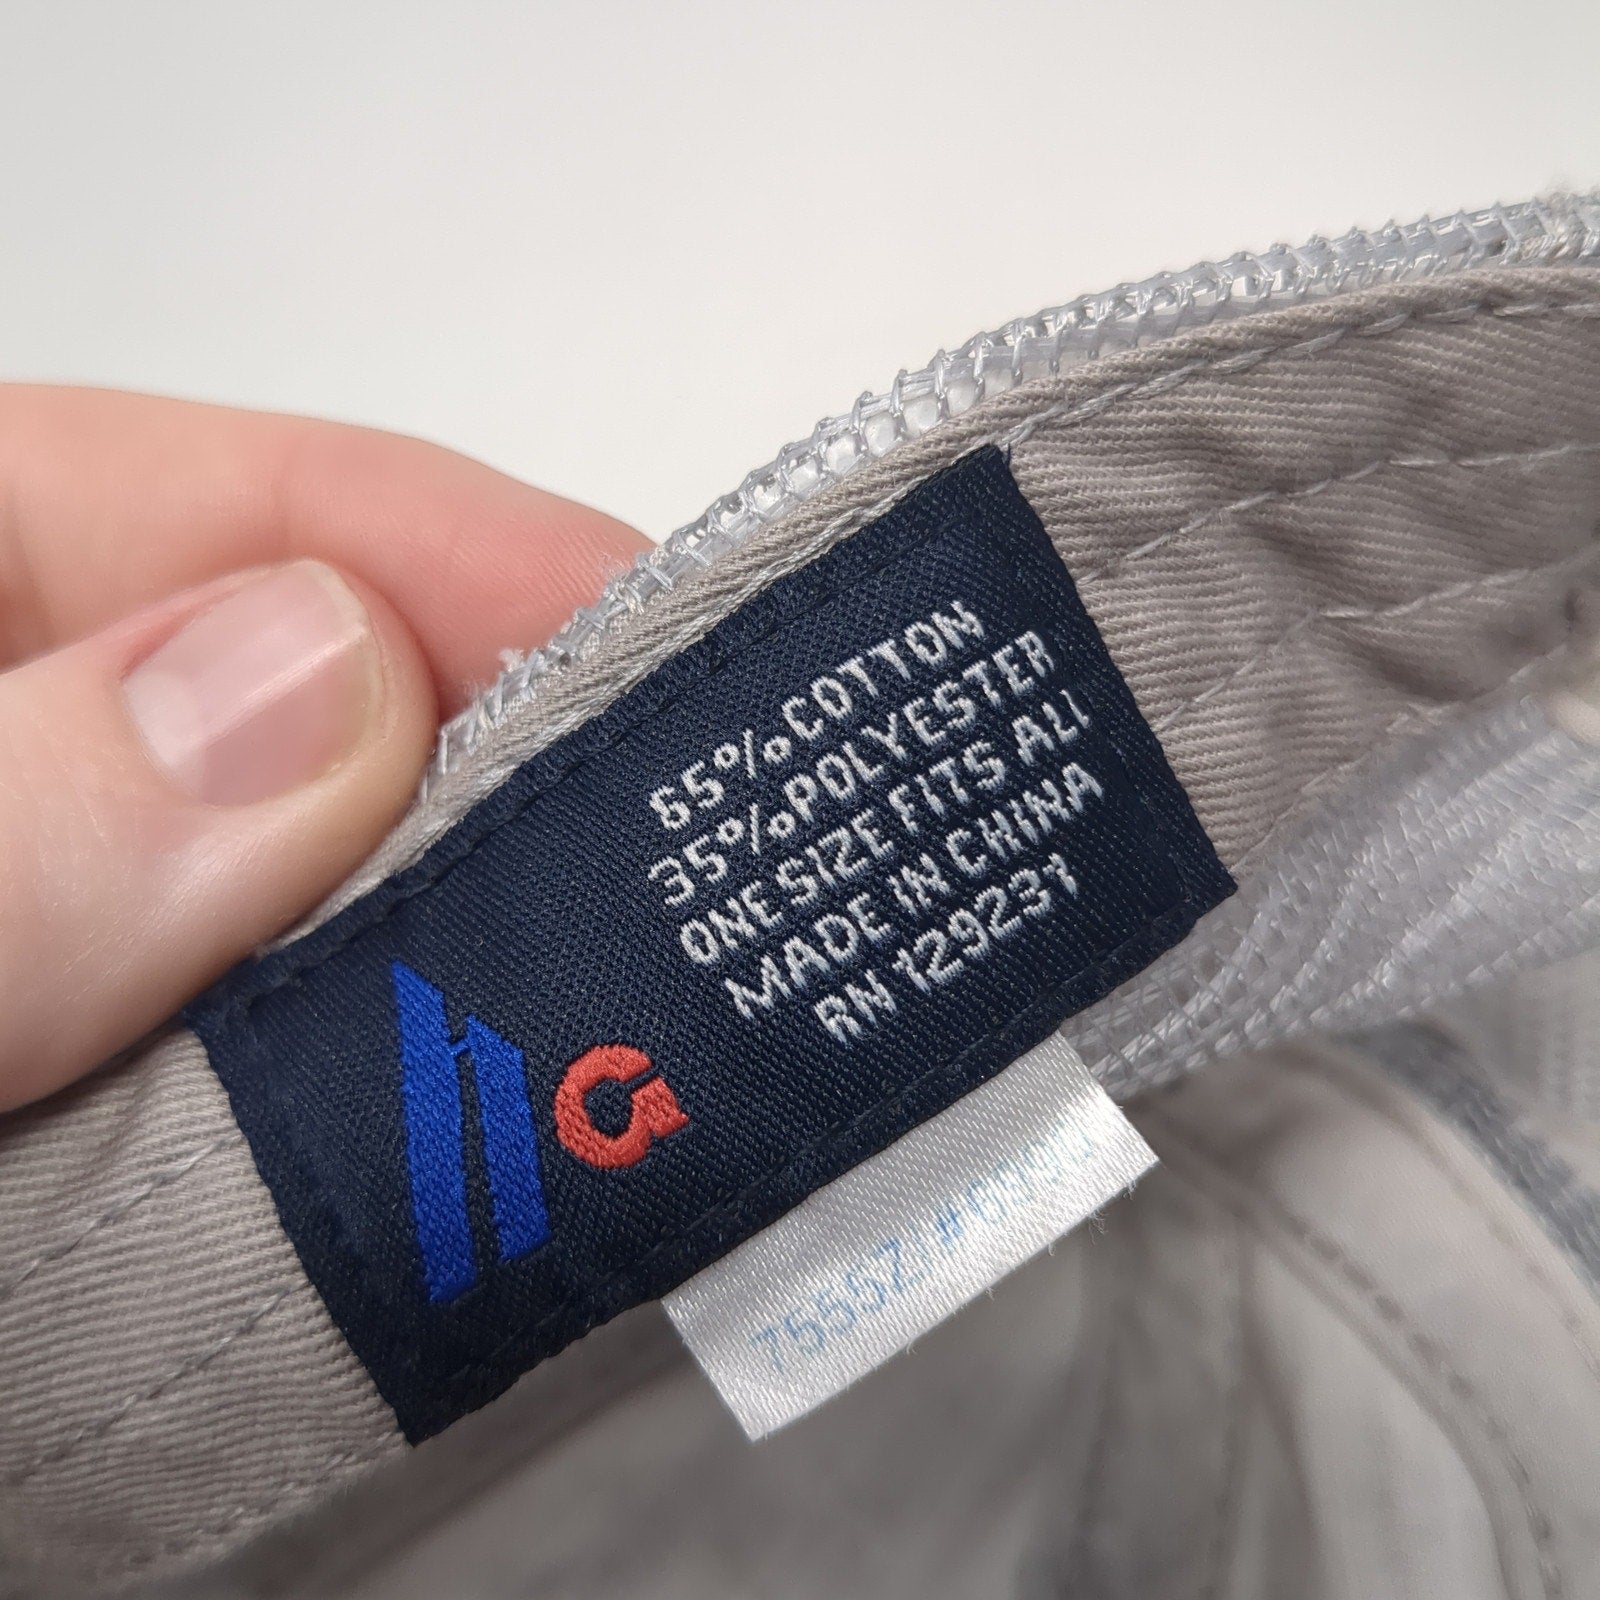 65%COTTON
35%POLYESTER
ONE SIZE FITS ALL
MADE IN CHINA
RN 129231